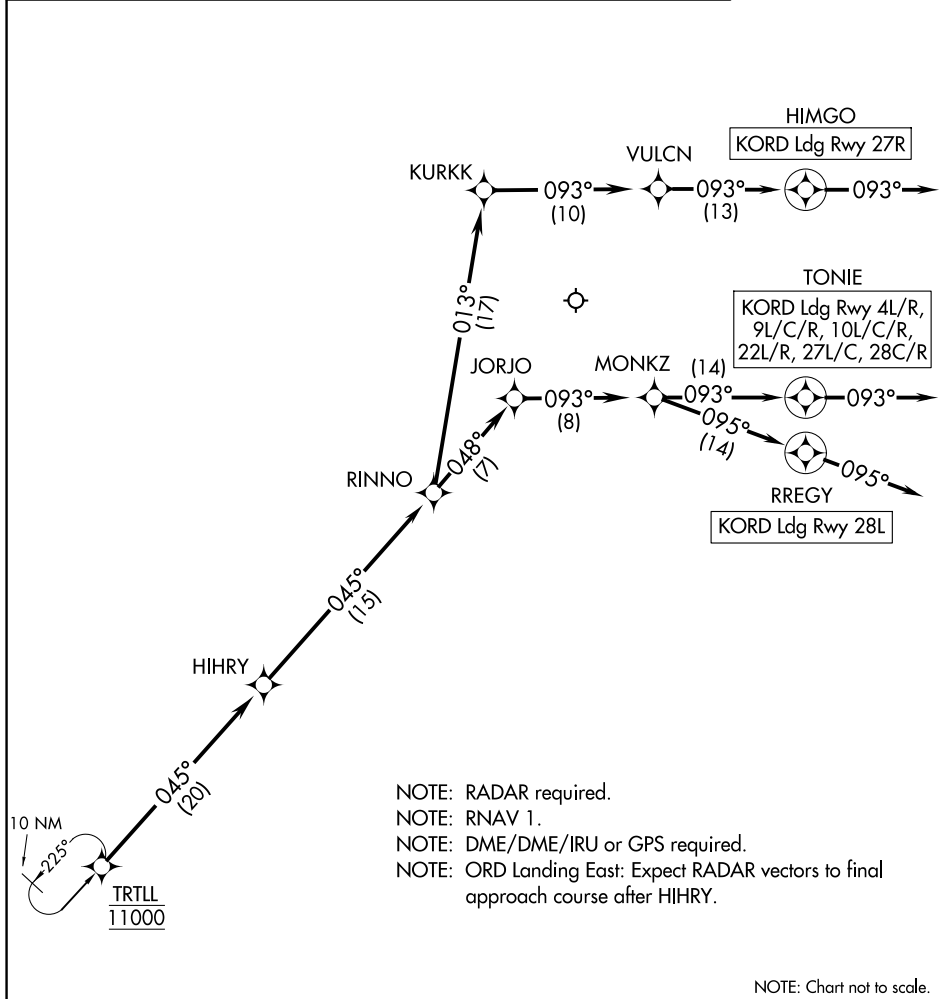 HIMGO
KORD Ldg Rwy 27R
VULCN
KURKK
093°
(10)
093°
(13)
093°
TONIE
KORD Ldg Rwy 4L/R,
9L/C/R, 10L/C/R,
22L/R, 27L/C, 28C/R
013°
(17)
JORJO
MONKZ
(14)
093°
(8)
093°
093°
095°
(14)
048°
(7)
RINNO
095°
RREGY
KORD Ldg Rwy 28L
045°
(15)
HIHRY
045°
(20)
NOTE: RADAR required.
NOTE: RNAV 1.
NOTE: DME/DME/IRU or GPS required.
NOTE: ORD Landing East: Expect RADAR vectors to final
approach course after HIHRY.
10 NM
225°
TRTLL
11000
NOTE: Chart not to scale.